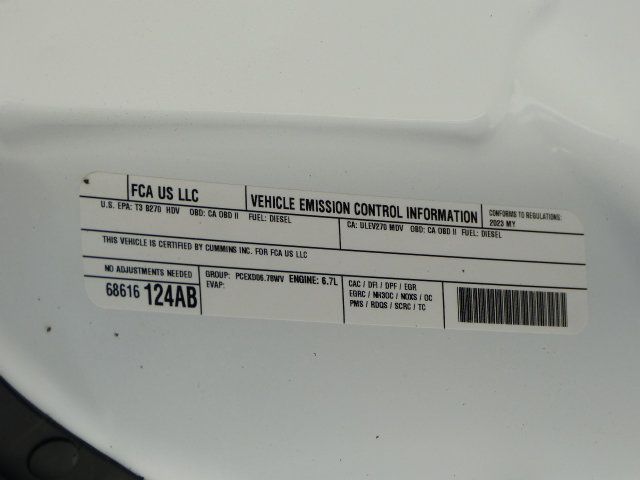 FCA US LLC
VEHICLE EMISSION CONTROL INFORMATION
CONFORMS TO REGULATIONS:
2023 MY
U.S. EPA: T3 B270 HDV OBD: CA OBD II FUEL: DIESEL
CA: ULEV270 MDV OBD: CA OBD II FUEL: DIESEL
THIS VEHICLE IS CERTIFIED BY CUMMINS INC. FOR FCA US LLC
NO ADJUSTMENTS NEEDED
68616 124AB
GROUP: PCEXD06.78WV ENGINE: 6.7L
EVAP:
CAC / DFI / DPF / EGR
EGRC / NH3OC / NOXS / OC
PMS / RDQS / SCRC / TC